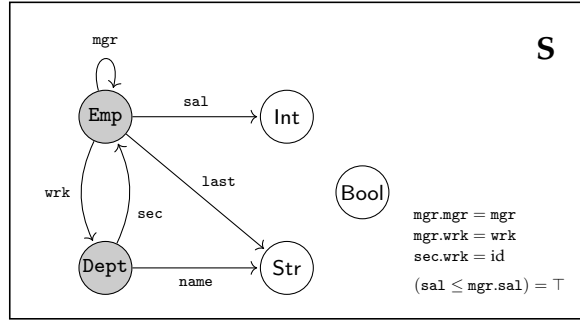 mgr
S
Emp
sal
Int
wrk
sec
last
Bool
mgr.mgr = mgr
mgr.wrk = wrk
sec.wrk = id
(sal ≤ mgr.sal) = ⊤
Dept
name
Str